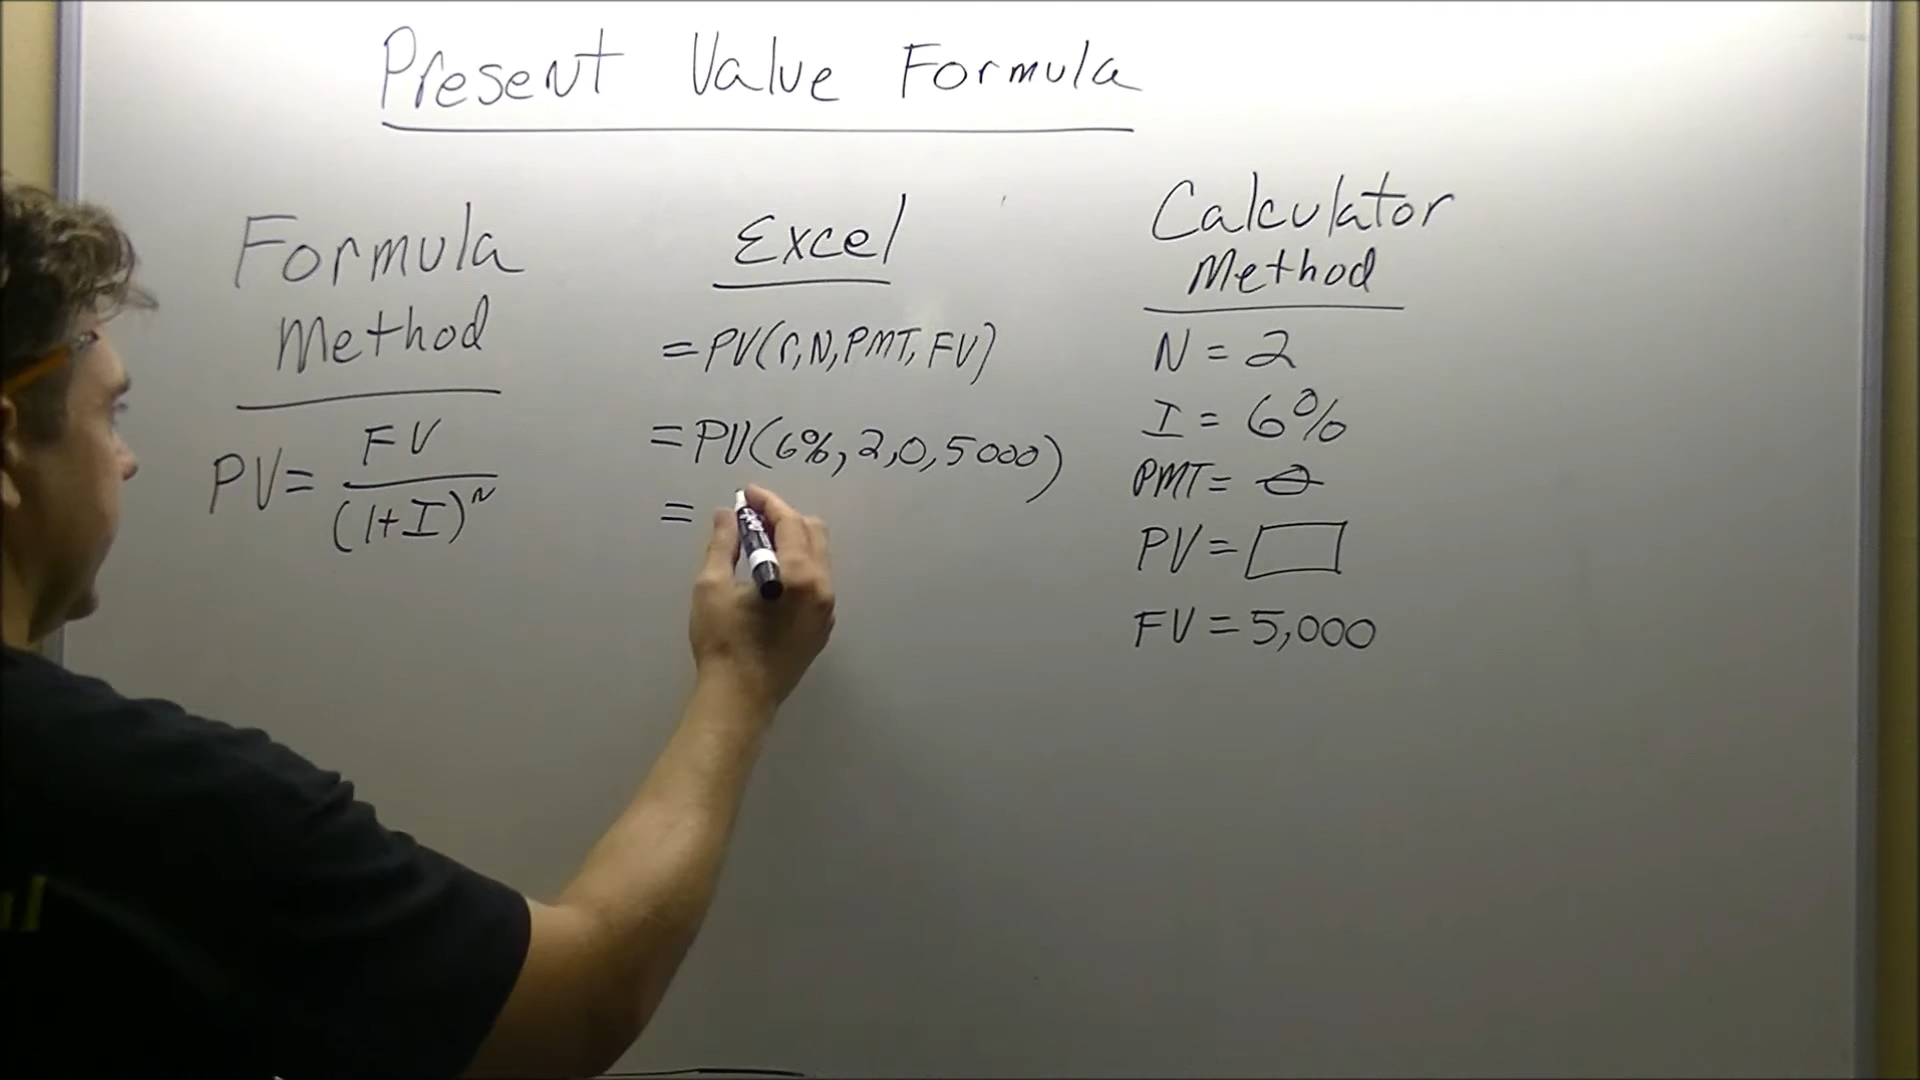 Present Value Formula
Formula
Method
PV = FV
(1+I)^N
Excel
=PV(r,N,PMT,FV)
=PV(6%,2,0,5000)
=
Calculator
Method
N = 2
I = 6%
PMT = 0
PV =
FV = 5,000